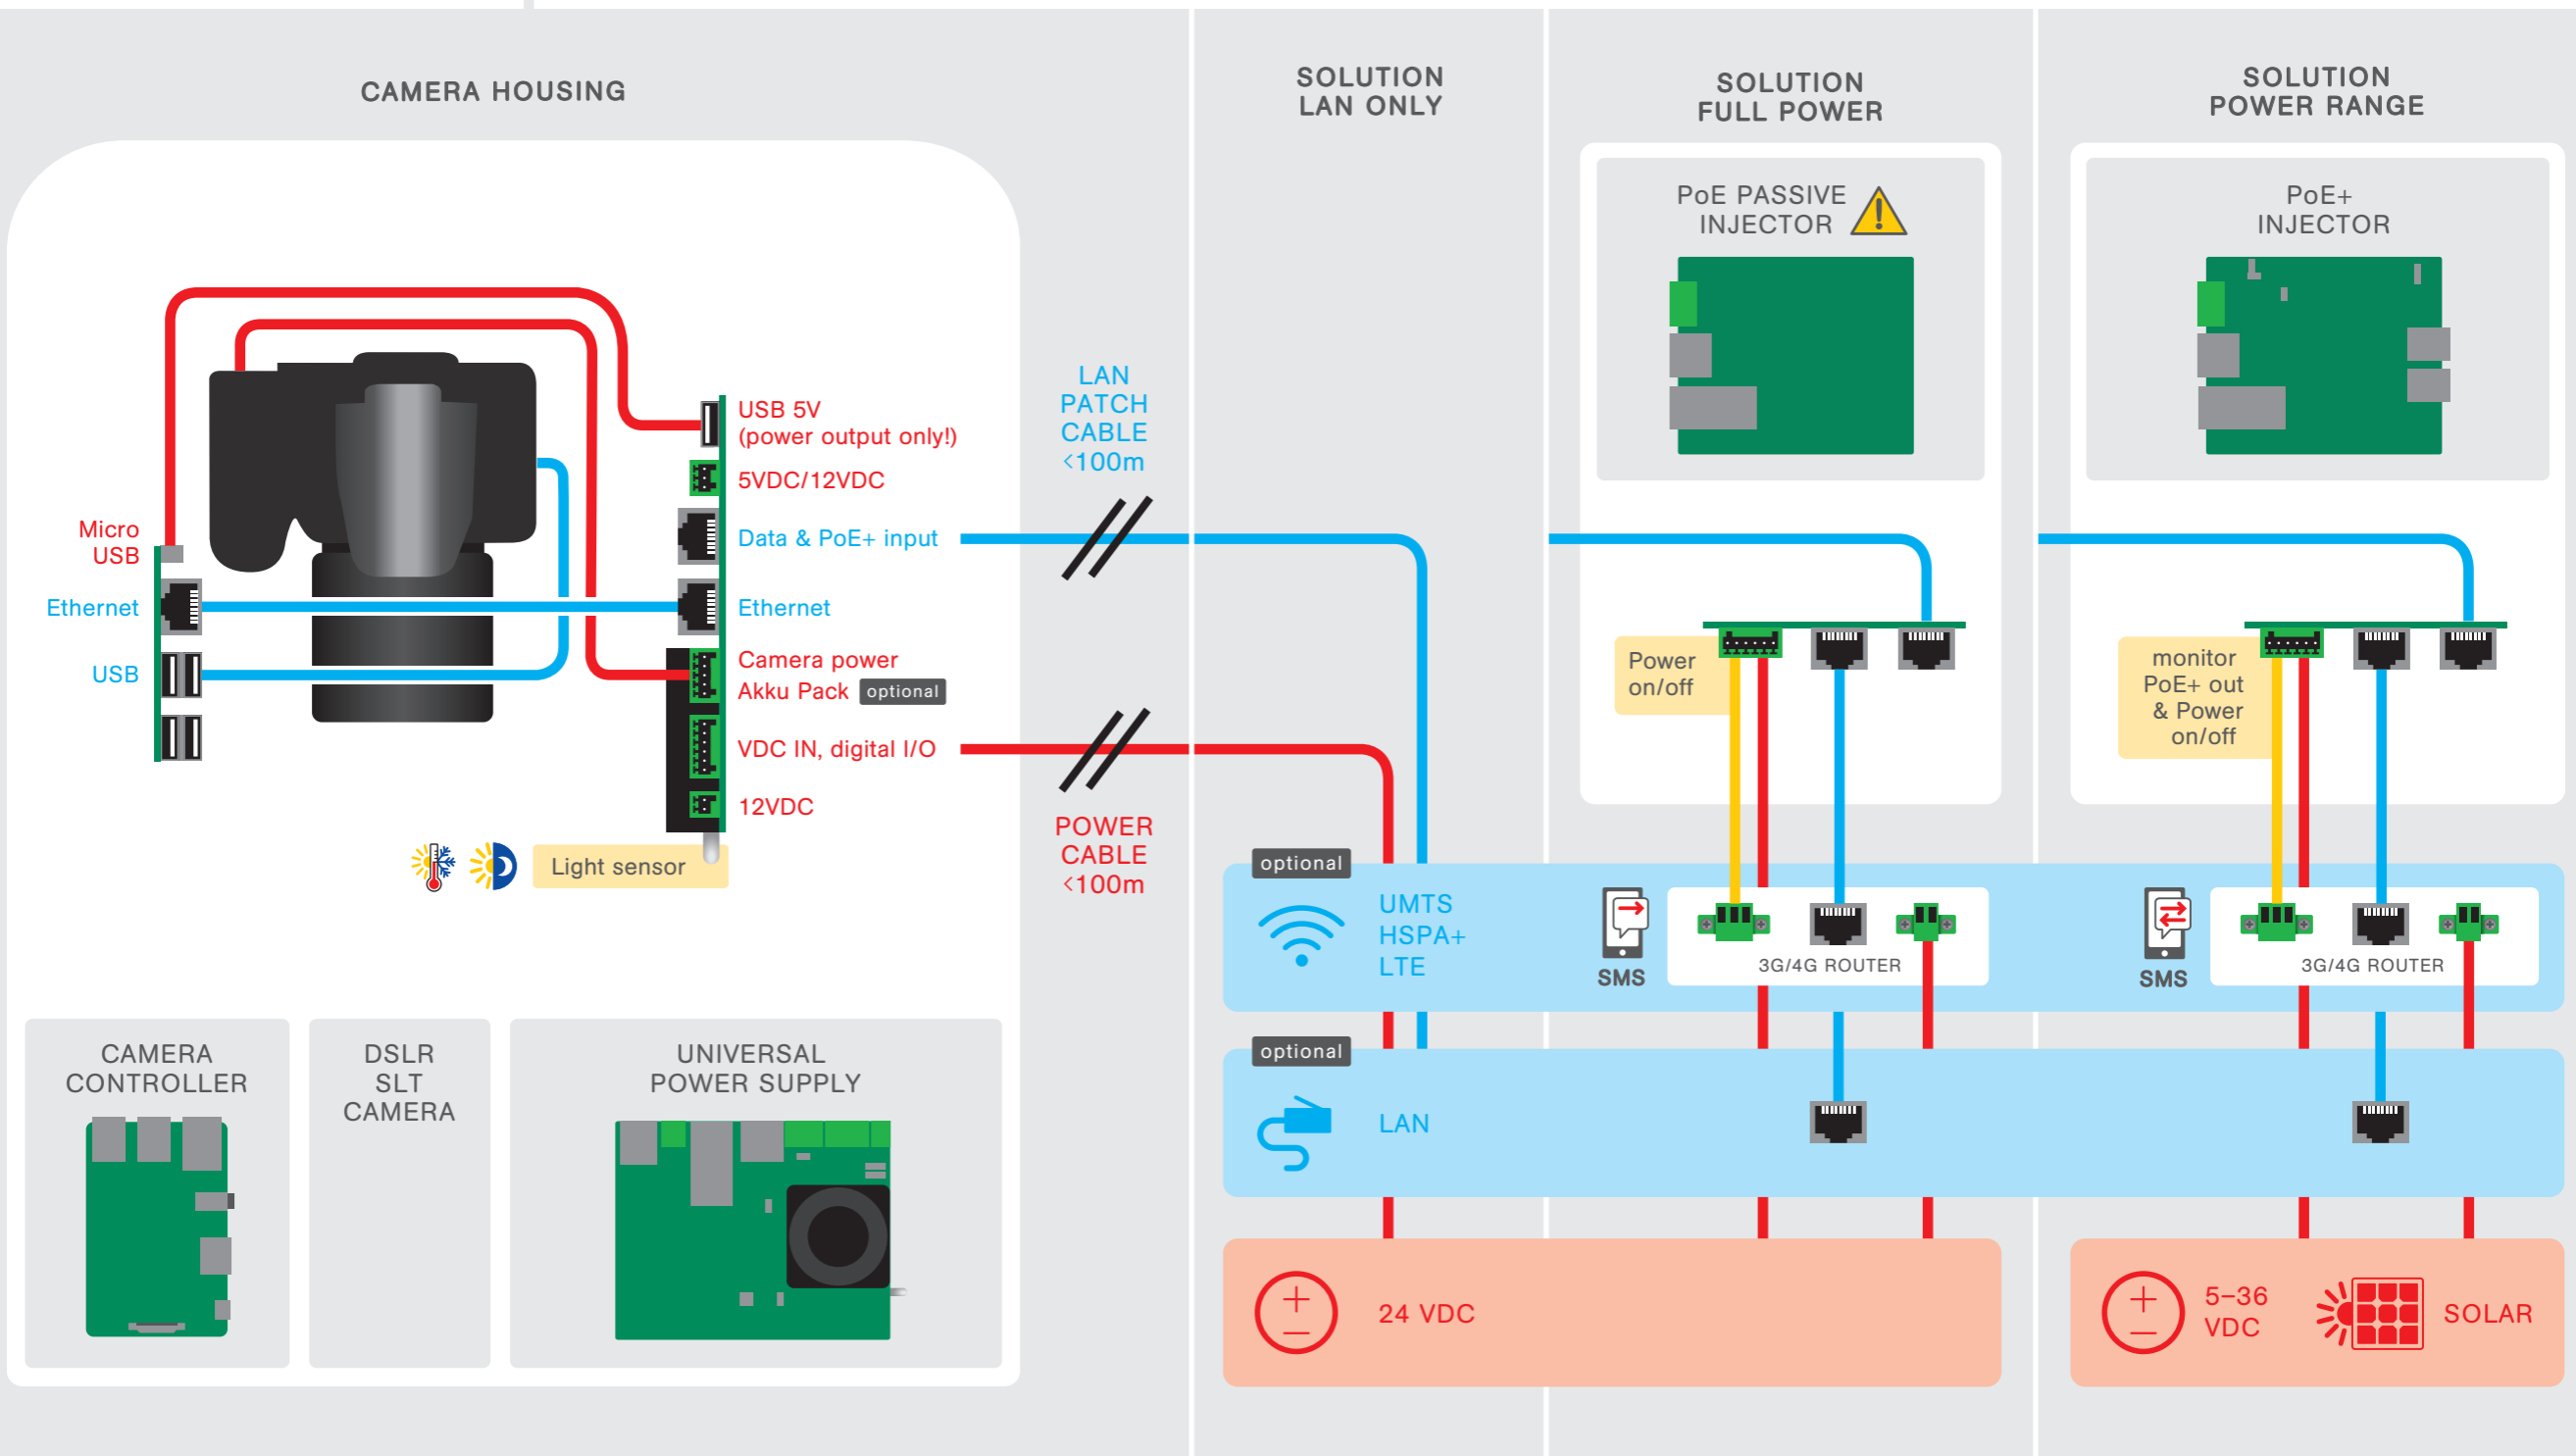 CAMERA HOUSING
SOLUTION
LAN ONLY
SOLUTION
FULL POWER
SOLUTION
POWER RANGE
PoE PASSIVE
INJECTOR
PoE+
INJECTOR
USB 5V
(power output only!)
5VDC/12VDC
Data & PoE+ input
Ethernet
Camera power
Akku Pack optional
VDC IN, digital I/O
12VDC
Light sensor
Micro
USB
Ethernet
USB
LAN
PATCH
CABLE
<100m
POWER
CABLE
<100m
Power
on/off
monitor
PoE+ out
& Power
on/off
optional
UMTS
HSPA+
LTE
SMS
3G/4G ROUTER
SMS
3G/4G ROUTER
optional
LAN
24 VDC
5–36
VDC
SOLAR
CAMERA
CONTROLLER
DSLR
SLT
CAMERA
UNIVERSAL
POWER SUPPLY